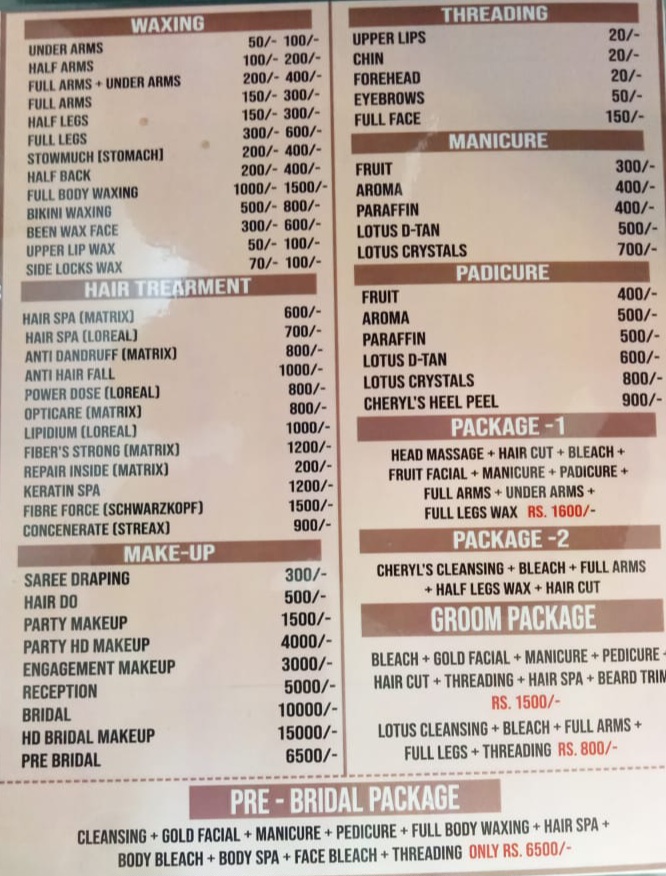 WAXING
UNDER ARMS 50/- 100/-
HALF ARMS 100/- 200/-
FULL ARMS + UNDER ARMS 200/- 400/-
FULL ARMS 150/- 300/-
HALF LEGS 150/- 300/-
FULL LEGS 300/- 600/-
STOWMUCH [STOMACH] 200/- 400/-
HALF BACK 200/- 400/-
FULL BODY WAXING 1000/- 1500/-
BIKINI WAXING 500/- 800/-
BEEN WAX FACE 300/- 600/-
UPPER LIP WAX 50/- 100/-
SIDE LOCKS WAX 70/- 100/-
HAIR TREARMENT
HAIR SPA (MATRIX) 600/-
HAIR SPA (LOREAL) 700/-
ANTI DANDRUFF (MATRIX) 800/-
ANTI HAIR FALL 1000/-
POWER DOSE (LOREAL) 800/-
OPTICARE (MATRIX) 800/-
LIPIDIUM (LOREAL) 1000/-
FIBER'S STRONG (MATRIX) 1200/-
REPAIR INSIDE (MATRIX) 200/-
KERATIN SPA 1200/-
FIBRE FORCE (SCHWARZKOPF) 1500/-
CONCENERATE (STREAX) 900/-
MAKE-UP
SAREE DRAPING 300/-
HAIR DO 500/-
PARTY MAKEUP 1500/-
PARTY HD MAKEUP 4000/-
ENGAGEMENT MAKEUP 3000/-
RECEPTION 5000/-
BRIDAL 10000/-
HD BRIDAL MAKEUP 15000/-
PRE BRIDAL 6500/-
THREADING
UPPER LIPS 20/-
CHIN 20/-
FOREHEAD 20/-
EYEBROWS 50/-
FULL FACE 150/-
MANICURE
FRUIT 300/-
AROMA 400/-
PARAFFIN 400/-
LOTUS D-TAN 500/-
LOTUS CRYSTALS 700/-
PADICURE
FRUIT 400/-
AROMA 500/-
PARAFFIN 500/-
LOTUS D-TAN 600/-
LOTUS CRYSTALS 800/-
CHERYL'S HEEL PEEL 900/-
PACKAGE -1
HEAD MASSAGE + HAIR CUT + BLEACH +
FRUIT FACIAL + MANICURE + PADICURE +
FULL ARMS + UNDER ARMS +
FULL LEGS WAX RS. 1600/-
PACKAGE -2
CHERYL'S CLEANSING + BLEACH + FULL ARMS
+ HALF LEGS WAX + HAIR CUT
GROOM PACKAGE
BLEACH + GOLD FACIAL + MANICURE + PEDICURE +
HAIR CUT + THREADING + HAIR SPA + BEARD TRIM
RS. 1500/-
LOTUS CLEANSING + BLEACH + FULL ARMS +
FULL LEGS + THREADING RS. 800/-
PRE - BRIDAL PACKAGE
CLEANSING + GOLD FACIAL + MANICURE + PEDICURE + FULL BODY WAXING + HAIR SPA +
BODY BLEACH + BODY SPA + FACE BLEACH + THREADING ONLY RS. 6500/-